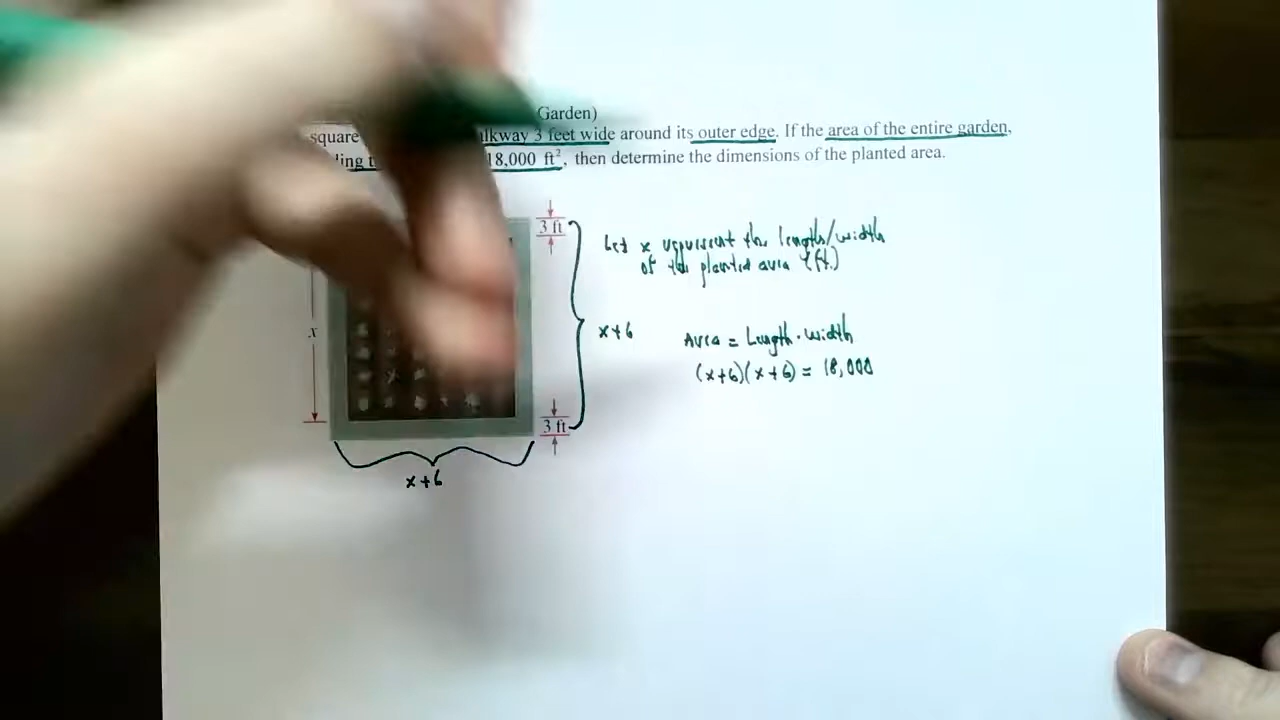 Garden)
square 3 feet wide around its outer edge. If the area of the entire garden,
18,000 ft², then determine the dimensions of the planted area.
3 ft
Let x represent the length/width
of the planted area (ft.)
x
x+6
Area = Length · width
(x+6)(x+6) = 18,000
3 ft
x+6